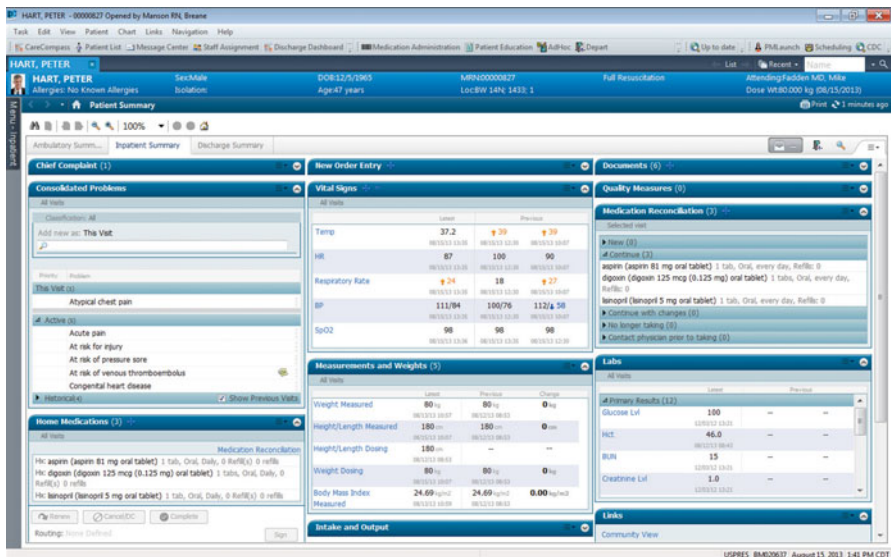 HART, PETER - 00000827 Opened by Manson RN, Breane
Task Edit View Patient Chart Links Navigation Help
CareCompass Patient List Message Center Staff Assignment Discharge Dashboard Medication Administration Patient Education AdHoc Depart Up to date PMLaunch Scheduling CDC
HART, PETER List Recent Name
HART, PETER Sex:Male DOB:12/5/1965 MRN:00000827 Full Resuscitation Attending:Fadden MD, Mike
Allergies: No Known Allergies Isolation: Age:47 years Loc:BW 14N; 1433; 1 Dose Wt:80.000 kg (08/15/2013)
Menu - Inpatient
Patient Summary Print 1 minutes ago
100%
Ambulatory Summ... Inpatient Summary Discharge Summary
Chief Complaint (1)
Consolidated Problems
All Visits
Classification: All
Add new as: This Visit
Priority Problem
This Visit (1)
Atypical chest pain
Active (5)
Acute pain
At risk for injury
At risk of pressure sore
At risk of venous thromboembolus
Congenital heart disease
Historical(4) Show Previous Visits
Home Medications (3)
All Visits
Medication Reconciliation
Hx: aspirin (aspirin 81 mg oral tablet) 1 tab, Oral, Daily, 0 Refill(s) 0 refills
Hx: digoxin (digoxin 125 mcg (0.125 mg) oral tablet) 1 tabs, Oral, Daily, 0
Refill(s) 0 refills
Hx: lisinopril (lisinopril 5 mg oral tablet) 1 tab, Oral, Daily, 0 Refill(s) 0 refills
Renew Cancel/DC Complete
Routing: None Defined Sign
New Order Entry
Vital Signs
All Visits
Latest Previous
Temp 37.2 39 39
HR 87 100 90
Respiratory Rate 24 18 27
BP 111/84 100/76 112/ 58
SpO2 98 98 98
Measurements and Weights (5)
All Visits
Latest Previous Change
Weight Measured 80 kg 80 kg 0 kg
Height/Length Measured 180 cm 180 cm 0 cm
Height/Length Dosing 180 cm -- --
Weight Dosing 80 kg 80 kg 0 kg
Body Mass Index 24.69 kg/m2 24.69 kg/m2 0.00 kg/m2
Measured
Intake and Output
Documents (6)
Quality Measures (0)
Medication Reconciliation (3)
Selected visit
New (0)
Continue (3)
aspirin (aspirin 81 mg oral tablet) 1 tab, Oral, every day, Refills: 0
digoxin (digoxin 125 mcg (0.125 mg) oral tablet) 1 tabs, Oral, every day,
Refills: 0
lisinopril (lisinopril 5 mg oral tablet) 1 tab, Oral, every day, Refills: 0
Continue with changes (0)
No longer taking (0)
Contact physician prior to taking (0)
Labs
All Visits
Latest Previous
Primary Results (12)
Glucose Lvl 100 -- --
Hct 46.0 -- --
BUN 15 -- --
Creatinine Lvl 1.0 -- --
Links
Community View
USPRES BM020637 August 15, 2013 1:41 PM CDT